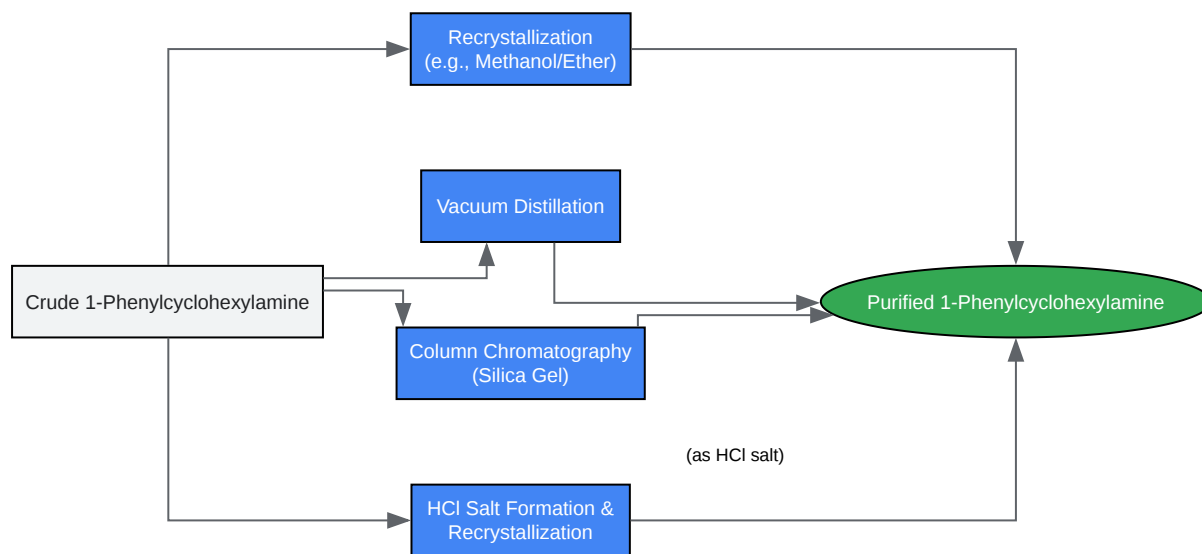 Recrystallization
(e.g., Methanol/Ether)
Vacuum Distillation
Crude 1-Phenylcyclohexylamine
Purified 1-Phenylcyclohexylamine
Column Chromatography
(Silica Gel)
(as HCl salt)
HCl Salt Formation &
Recrystallization